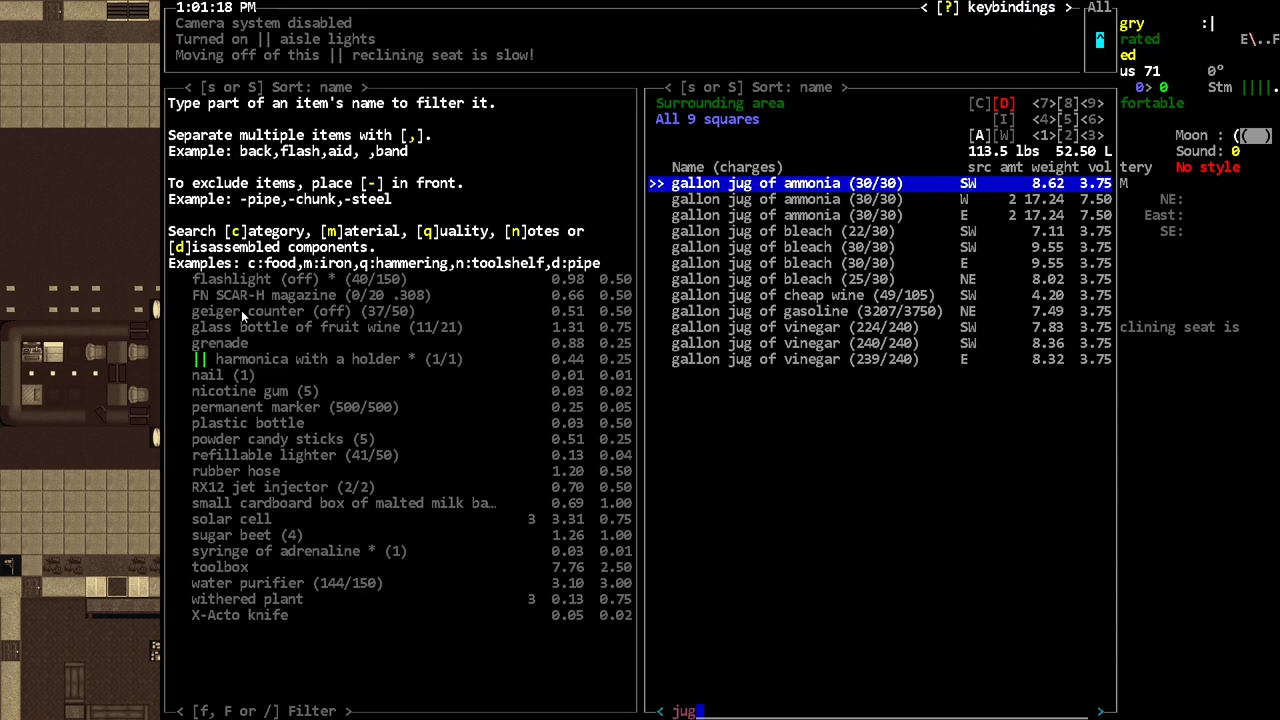 1:01:18 PM
< [?] keybindings > All
Camera system disabled
Turned on || aisle lights
Moving off of this || reclining seat is slow!
gry :|
rated E\..F
ed
us 71 0°
0> 0 Stm ||||.
fortable
Moon : (( ))
Sound: 0
tery No style
M
NE:
East:
SE:
clining seat is
< [s or S] Sort: name >
Type part of an item's name to filter it.
Separate multiple items with [,].
Example: back,flash,aid, ,band
To exclude items, place [-] in front.
Example: -pipe,-chunk,-steel
Search [c]ategory, [m]aterial, [q]uality, [n]otes or
[d]isassembled components.
Examples: c:food,m:iron,q:hammering,n:toolshelf,d:pipe
flashlight (off) * (40/150) 0.98 0.50
FN SCAR-H magazine (0/20 .308) 0.66 0.50
geiger counter (off) (37/50) 0.51 0.50
glass bottle of fruit wine (11/21) 1.31 0.75
grenade 0.88 0.25
|| harmonica with a holder * (1/1) 0.44 0.25
nail (1) 0.01 0.01
nicotine gum (5) 0.03 0.02
permanent marker (500/500) 0.25 0.05
plastic bottle 0.03 0.50
powder candy sticks (5) 0.51 0.25
refillable lighter (41/50) 0.13 0.04
rubber hose 1.20 0.50
RX12 jet injector (2/2) 0.70 0.50
small cardboard box of malted milk ba… 0.69 1.00
solar cell 3 3.31 0.75
sugar beet (4) 1.26 1.00
syringe of adrenaline * (1) 0.03 0.01
toolbox 7.76 2.50
water purifier (144/150) 3.10 3.00
withered plant 3 0.13 0.75
X-Acto knife 0.05 0.02
< [f, F or /] Filter >
< [s or S] Sort: name >
Surrounding area [C][D] <7>[8]<9>
All 9 squares [I] <4>[5]<6>
[A][W] <1>[2]<3>
113.5 lbs 52.50 L
Name (charges) src amt weight vol
>> gallon jug of ammonia (30/30) SW 8.62 3.75
gallon jug of ammonia (30/30) W 2 17.24 7.50
gallon jug of ammonia (30/30) E 2 17.24 7.50
gallon jug of bleach (22/30) SW 7.11 3.75
gallon jug of bleach (30/30) W 9.55 3.75
gallon jug of bleach (30/30) E 9.55 3.75
gallon jug of bleach (25/30) NE 8.02 3.75
gallon jug of cheap wine (49/105) SW 4.20 3.75
gallon jug of gasoline (3207/3750) NE 7.49 3.75
gallon jug of vinegar (224/240) SW 7.83 3.75
gallon jug of vinegar (240/240) SW 8.36 3.75
gallon jug of vinegar (239/240) E 8.32 3.75
< jug >